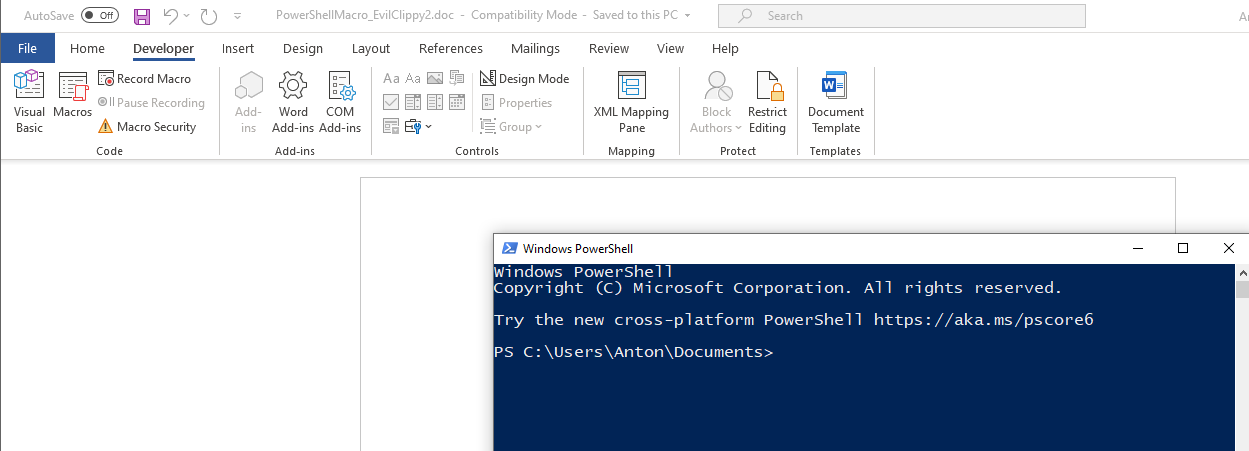 AutoSave Off PowerShellMacro_EvilClippy2.doc - Compatibility Mode - Saved to this PC Search
File Home Developer Insert Design Layout References Mailings Review View Help
Visual Basic
Macros
Record Macro
Pause Recording
Macro Security
Code
Add-ins
Word Add-ins
COM Add-ins
Add-ins
Aa Aa
Design Mode
Properties
Group
Controls
XML Mapping Pane
Mapping
Block Authors
Restrict Editing
Protect
Document Template
Templates
Windows PowerShell
Windows PowerShell
Copyright (C) Microsoft Corporation. All rights reserved.
Try the new cross-platform PowerShell https://aka.ms/pscore6
PS C:\Users\Anton\Documents>